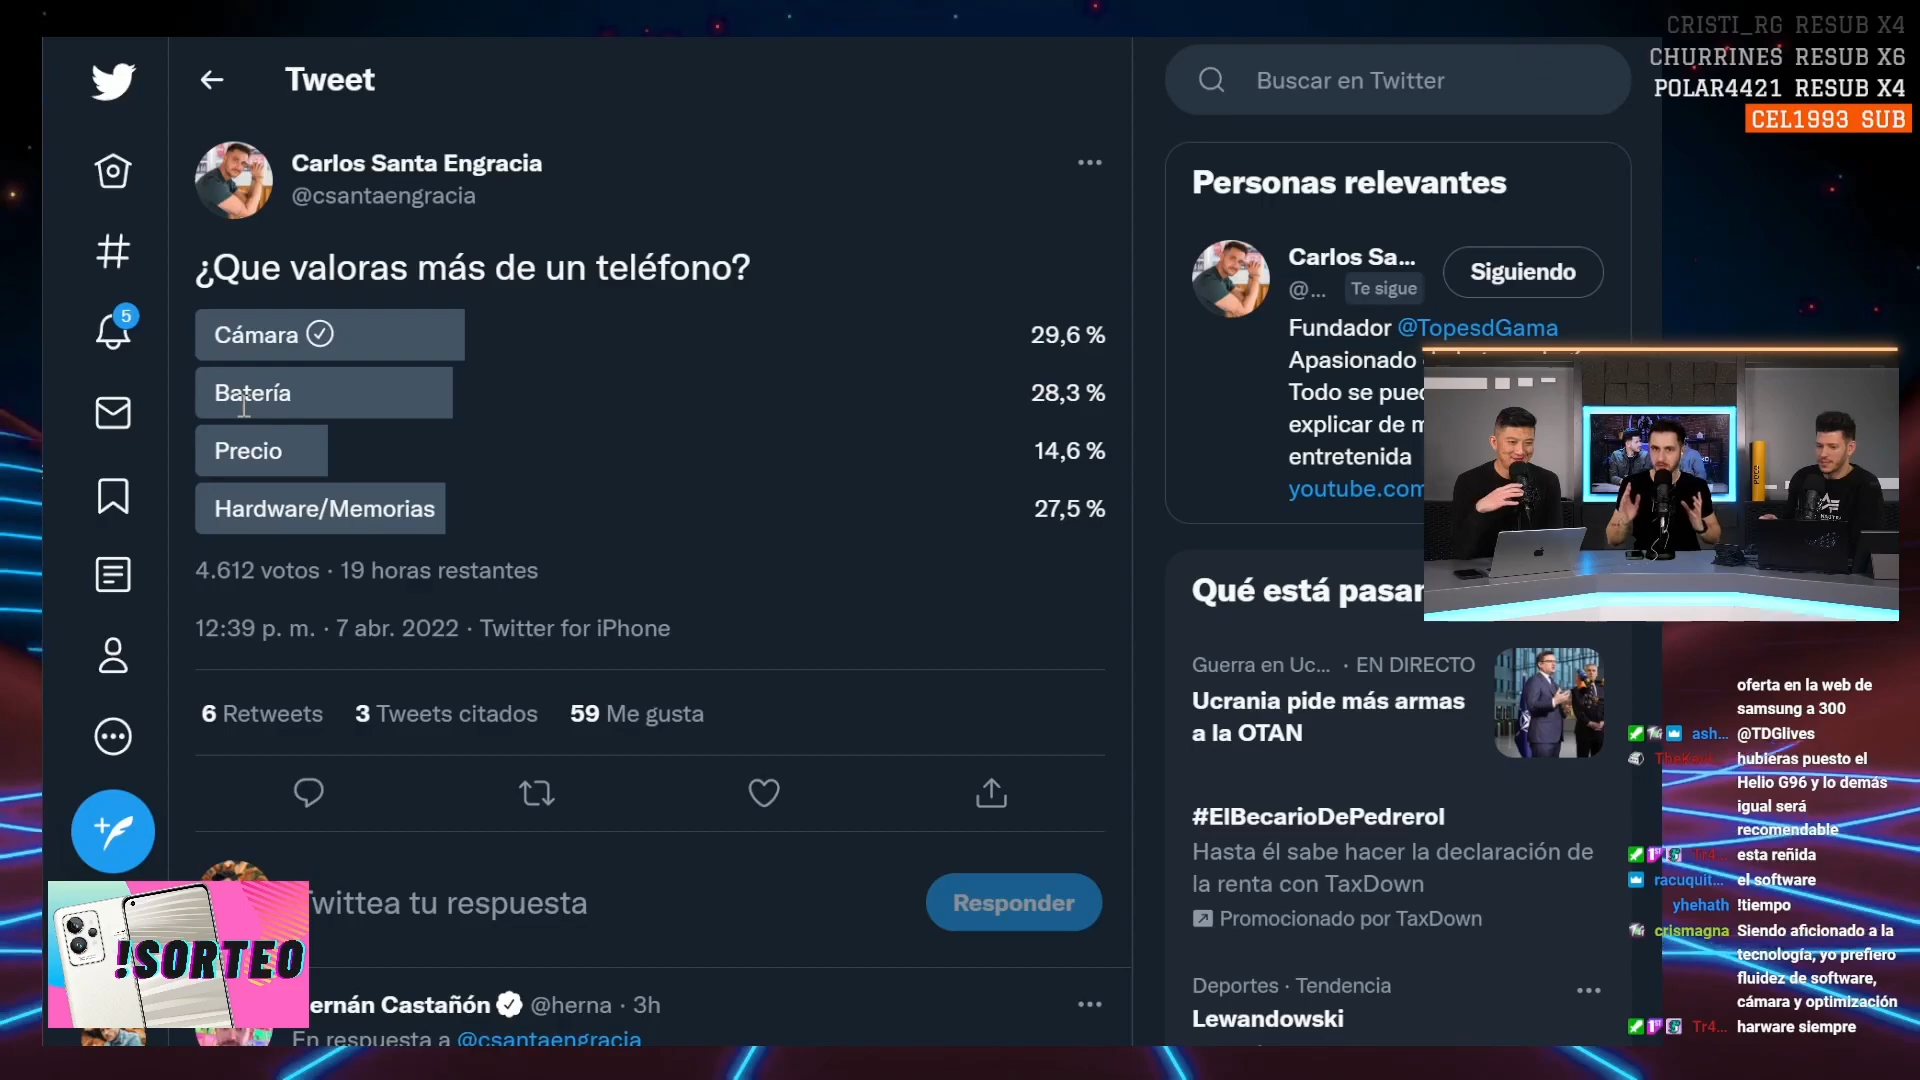 CRISTI_RG RESUB X4
CHURRINES RESUB X6
POLAR4421 RESUB X4
CEL1993 SUB
Tweet
Buscar en Twitter
Carlos Santa Engracia
@csantaengracia
¿Que valoras más de un teléfono?
Cámara 29,6 %
Batería 28,3 %
Precio 14,6 %
Hardware/Memorias 27,5 %
4.612 votos · 19 horas restantes
12:39 p. m. · 7 abr. 2022 · Twitter for iPhone
6 Retweets 3 Tweets citados 59 Me gusta
Twittea tu respuesta
Responder
5
!SORTEO
ernán Castañón @herna · 3h
En respuesta a @csantaengracia
Personas relevantes
Carlos Sa...
@... Te sigue
Siguiendo
Fundador @TopesdGama
Apasionado
Todo se pued
explicar de m
entretenida
youtube.com
Qué está pasan
Guerra en Uc... · EN DIRECTO
Ucrania pide más armas
a la OTAN
#ElBecarioDePedrerol
Hasta él sabe hacer la declaración de
la renta con TaxDown
Promocionado por TaxDown
Deportes · Tendencia
Lewandowski
oferta en la web de
samsung a 300
ash... @TDGlives
hubieras puesto el
Helio G96 y lo demás
igual será
recomendable
Tr4... esta reñida
racuquit... el software
yhehath !tiempo
crismagna Siendo aficionado a la
tecnología, yo prefiero
fluidez de software,
cámara y optimización
Tr4... harware siempre